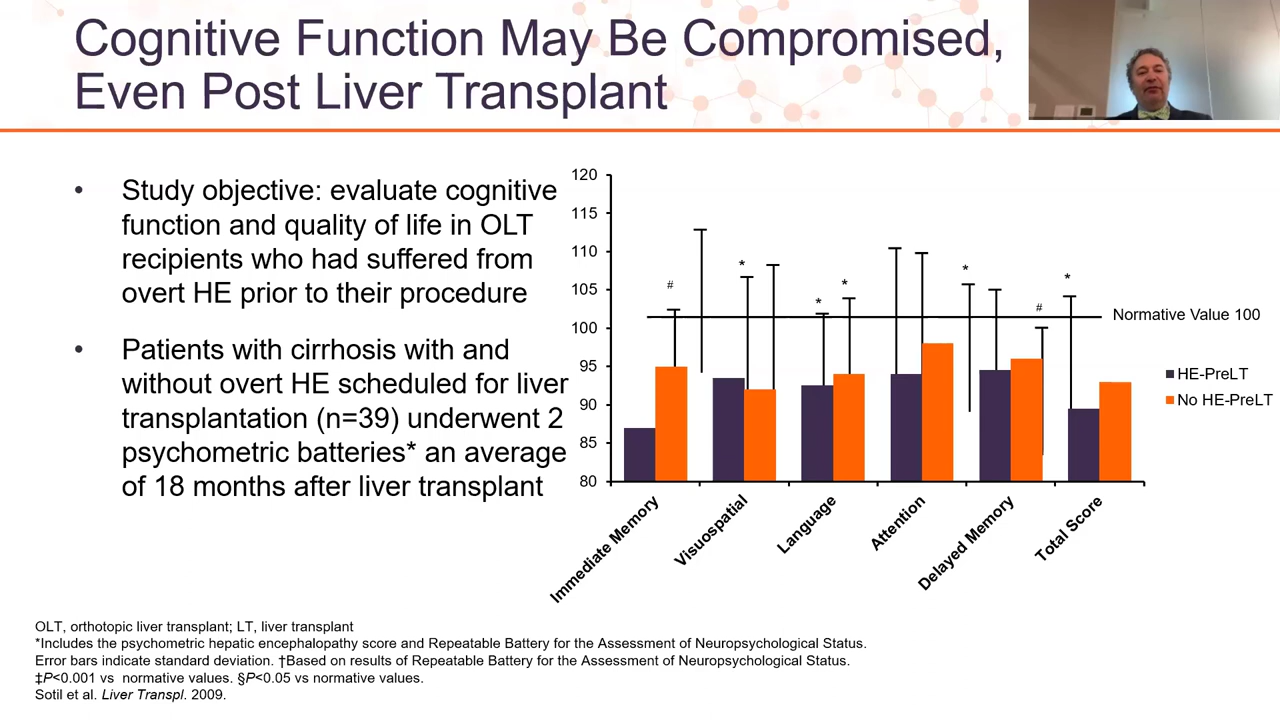 Cognitive Function May Be Compromised,
Even Post Liver Transplant
• Study objective: evaluate cognitive
function and quality of life in OLT
recipients who had suffered from
overt HE prior to their procedure
• Patients with cirrhosis with and
without overt HE scheduled for liver
transplantation (n=39) underwent 2
psychometric batteries* an average
of 18 months after liver transplant
120
115
110
105
100
95
90
85
80
#
*
*
*
*
#
*
Normative Value 100
HE-PreLT
No HE-PreLT
Immediate Memory
Visuospatial
Language
Attention
Delayed Memory
Total Score
OLT, orthotopic liver transplant; LT, liver transplant
*Includes the psychometric hepatic encephalopathy score and Repeatable Battery for the Assessment of Neuropsychological Status.
Error bars indicate standard deviation. †Based on results of Repeatable Battery for the Assessment of Neuropsychological Status.
‡P<0.001 vs normative values. §P<0.05 vs normative values.
Sotil et al. Liver Transpl. 2009.